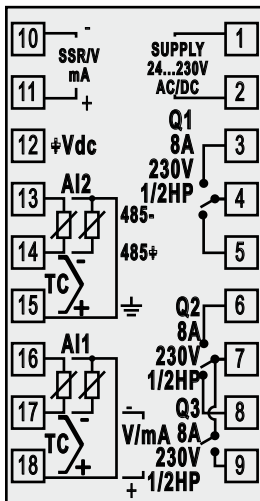 10
-
SSR/V
mA
11
+
SUPPLY
24...230V
AC/DC
1
2
12
+Vdc
Q1
8A
230V
1/2HP
3
4
5
13
AI2
485-
14
-
485+
TC
15
+
Q2
8A
230V
1/2HP
6
7
8
16
AI1
17
-
TC
18
+
-
V/mA
+
Q3
8A
230V
1/2HP
9